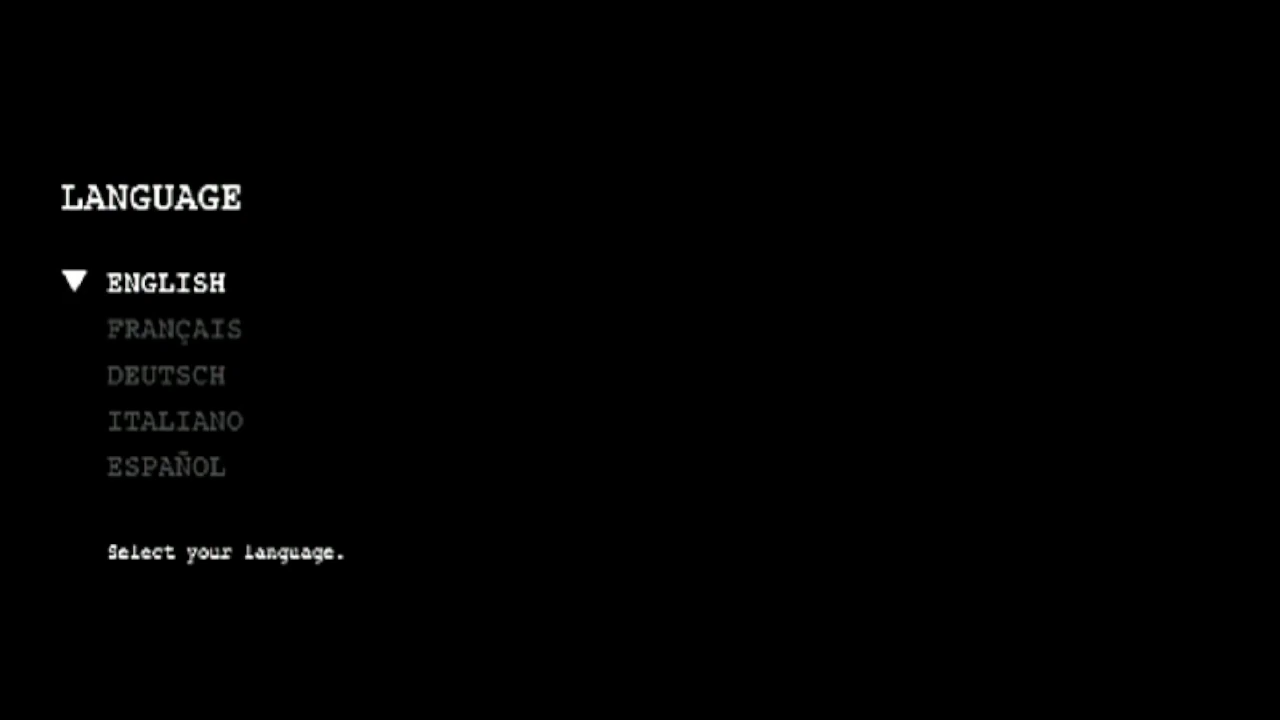 LANGUAGE
ENGLISH
FRANÇAIS
DEUTSCH
ITALIANO
ESPAÑOL
Select your language.